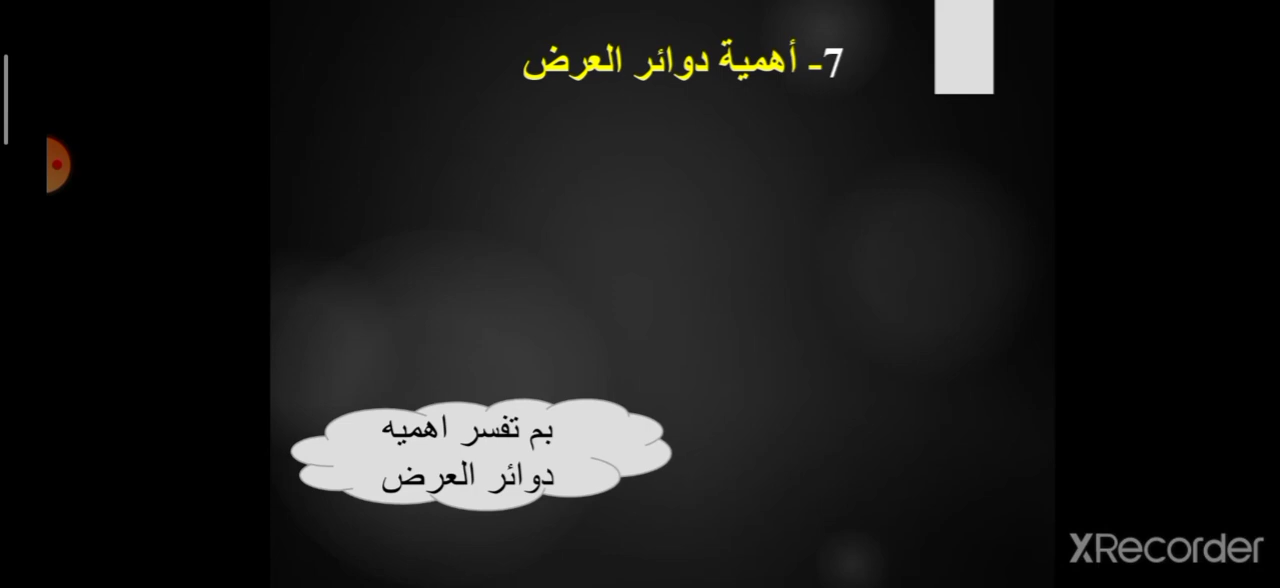 7- أهمية دوائر العرض
بم تفسر اهميه
دوائر العرض
XRecorder